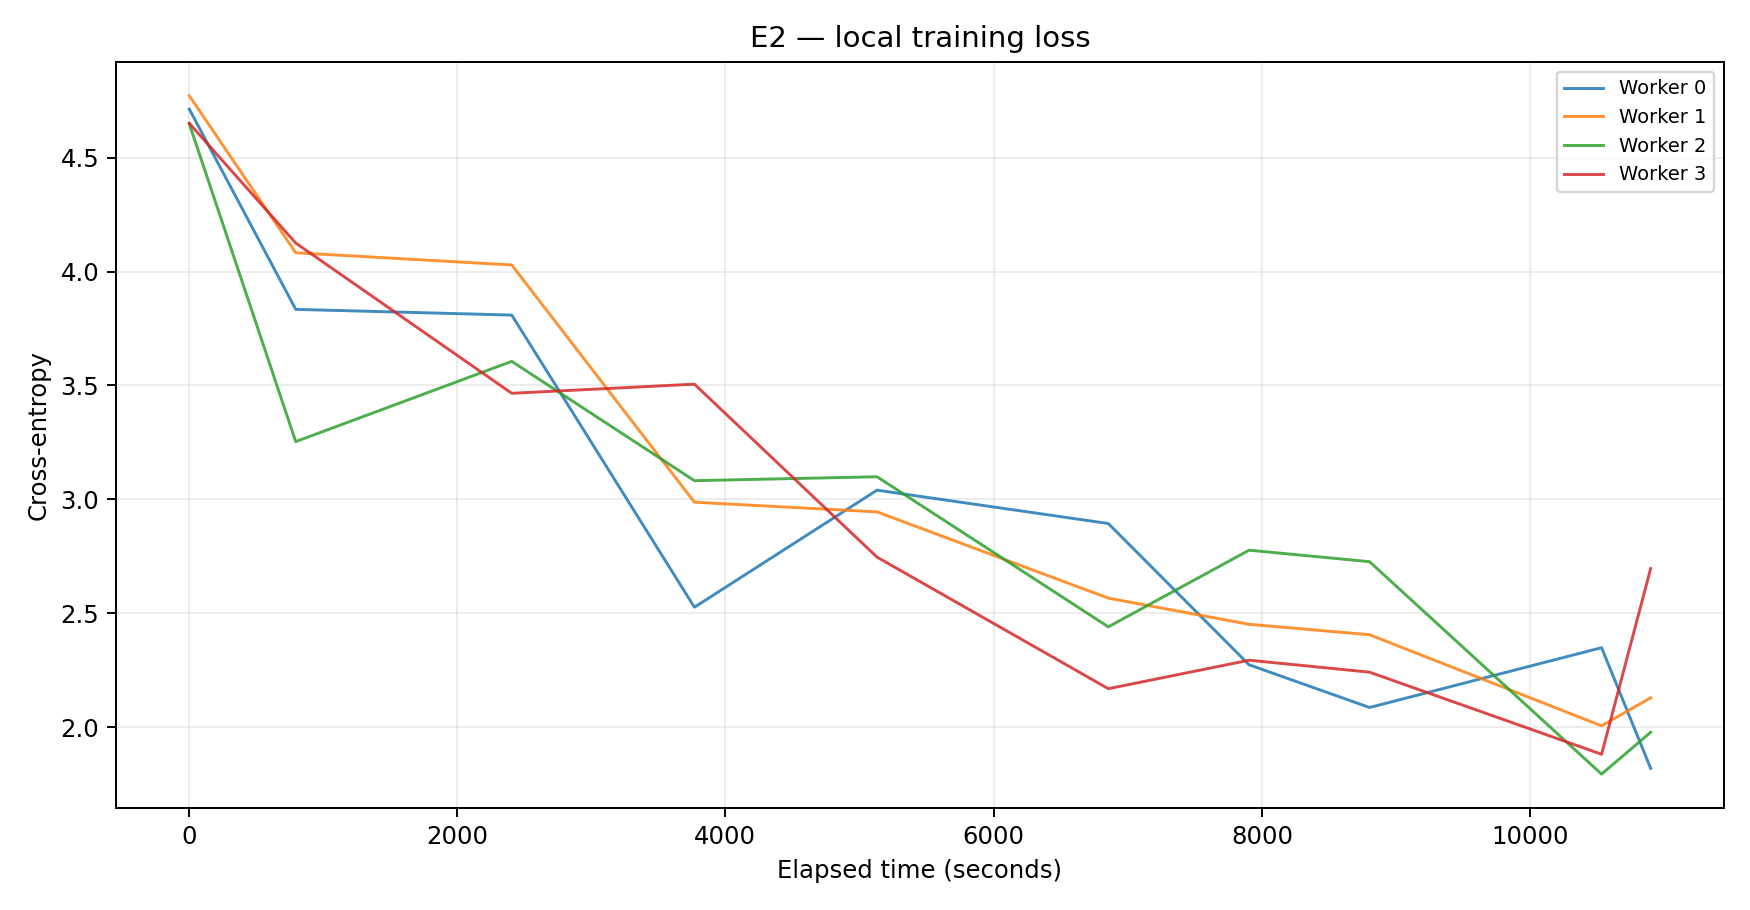 E2 — local training loss
Worker 0
Worker 1
Worker 2
Worker 3
Cross-entropy
4.5
4.0
3.5
3.0
2.5
2.0
0 2000 4000 6000 8000 10000
Elapsed time (seconds)